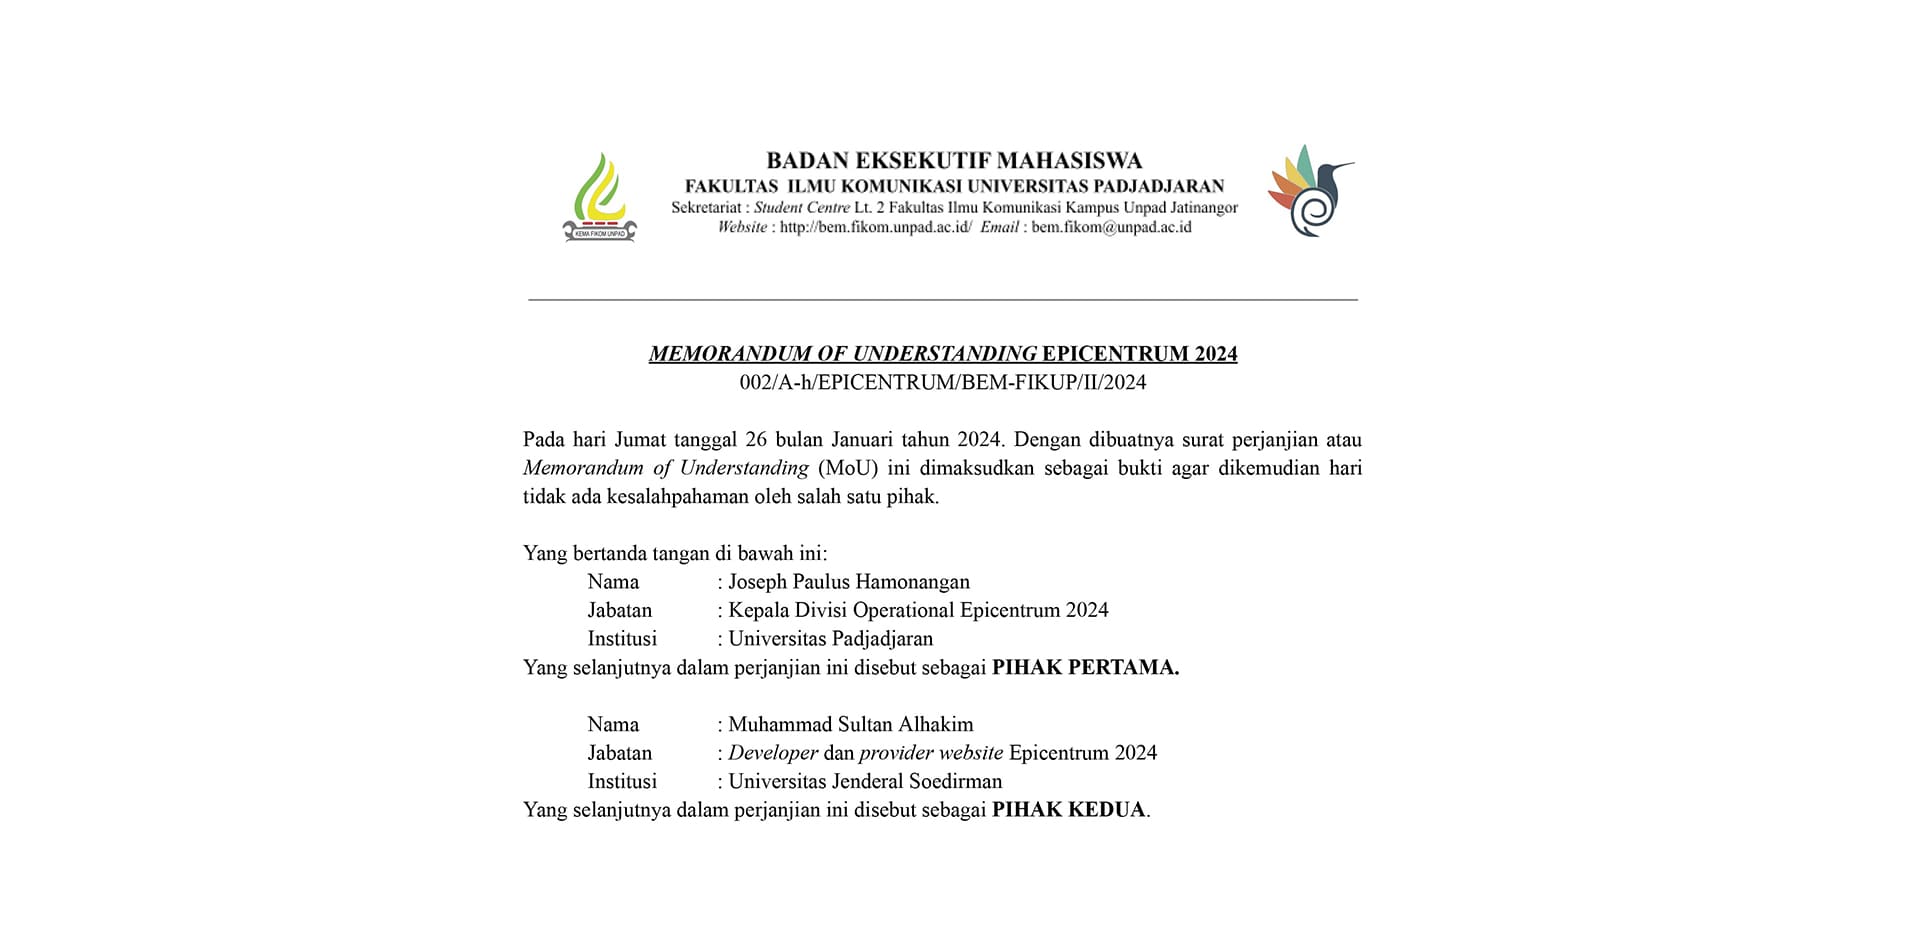 BADAN EKSEKUTIF MAHASISWA
FAKULTAS ILMU KOMUNIKASI UNIVERSITAS PADJADJARAN
Sekretariat : Student Centre Lt. 2 Fakultas Ilmu Komunikasi Kampus Unpad Jatinangor
Website : http://bem.fikom.unpad.ac.id/ Email : bem.fikom@unpad.ac.id
KEMA FIKOM UNPAD
MEMORANDUM OF UNDERSTANDING EPICENTRUM 2024
002/A-h/EPICENTRUM/BEM-FIKUP/II/2024
Pada hari Jumat tanggal 26 bulan Januari tahun 2024. Dengan dibuatnya surat perjanjian atau
Memorandum of Understanding (MoU) ini dimaksudkan sebagai bukti agar dikemudian hari
tidak ada kesalahpahaman oleh salah satu pihak.
Yang bertanda tangan di bawah ini:
Nama : Joseph Paulus Hamonangan
Jabatan : Kepala Divisi Operational Epicentrum 2024
Institusi : Universitas Padjadjaran
Yang selanjutnya dalam perjanjian ini disebut sebagai PIHAK PERTAMA.
Nama : Muhammad Sultan Alhakim
Jabatan : Developer dan provider website Epicentrum 2024
Institusi : Universitas Jenderal Soedirman
Yang selanjutnya dalam perjanjian ini disebut sebagai PIHAK KEDUA.